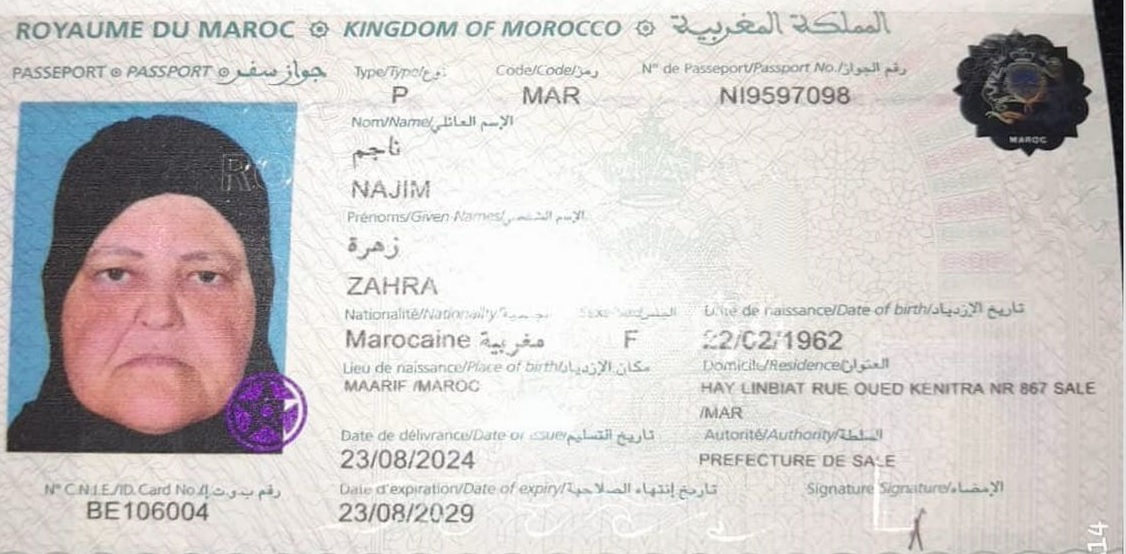 ROYAUME DU MAROC KINGDOM OF MOROCCO المملكة المغربية
PASSEPORT PASSPORT جواز سفر
Type/Type/نوع
P
Code/Code/رمز
MAR
N° de Passeport/Passport No./رقم الجواز
NI9597098
MAROC
Nom/Name/الإسم العائلي
ناجم
NAJIM
Prénoms/Given Names/الإسم الشخصي
زهرة
ZAHRA
Nationalité/Nationality/
Marocaine مغربية
F
Date de naissance/Date of birth/تاريخ الإزدياد
22/02/1962
Lieu de naissance/Place of birth/مكان الإزدياد
MAARIF /MAROC
Domicile/Residence/العنوان
HAY LINBIAT RUE OUED KENITRA NR 867 SALE
/MAR
Date de délivrance/Date of issue/تاريخ التسليم
23/08/2024
Autorité/Authority/السلطة
PREFECTURE DE SALE
N° C.N.I.E./ID. Card No./رقم ب.و.ت.إ
BE106004
Date d'expiration/Date of expiry/تاريخ إنتهاء الصلاحية
23/08/2029
Signature Signature/الإمضاء
14